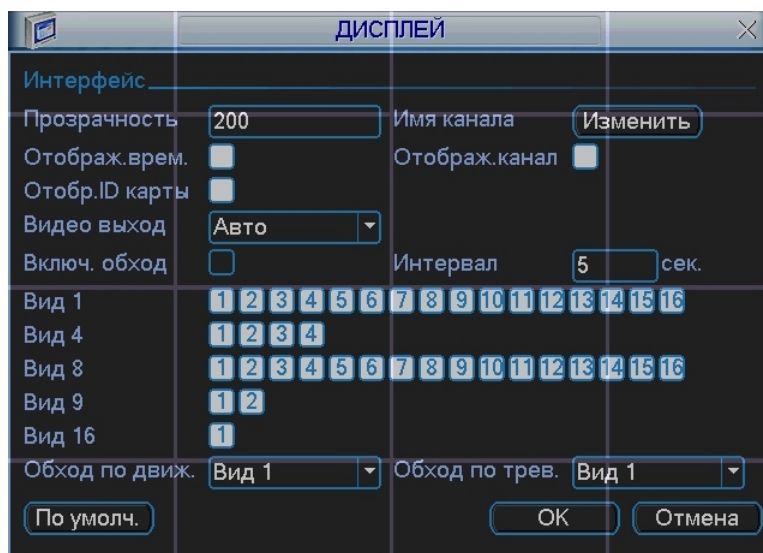 ДИСПЛЕЙ
Интерфейс
Прозрачность 200 Имя канала Изменить
Отображ.врем. Отображ.канал
Отобр.ID карты
Видео выход Авто
Включ. обход Интервал 5 сек.
Вид 1 1 2 3 4 5 6 7 8 9 10 11 12 13 14 15 16
Вид 4 1 2 3 4
Вид 8 1 2 3 4 5 6 7 8 9 10 11 12 13 14 15 16
Вид 9 1 2
Вид 16 1
Обход по движ. Вид 1 Обход по трев. Вид 1
По умолч. OK Отмена